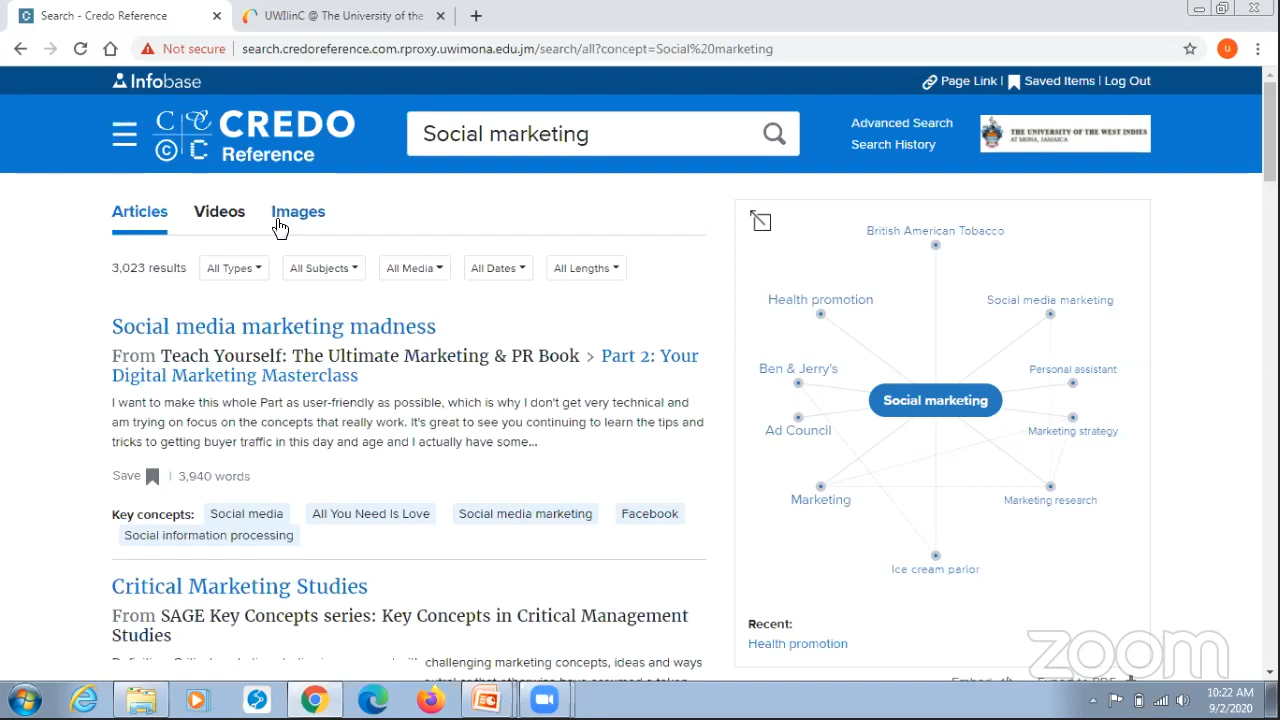 Search - Credo Reference
UWIlinC @ The University of the
Not secure
search.credoreference.com.rproxy.uwimona.edu.jm/search/all?concept=Social%20marketing
u
Infobase
Page Link | Saved Items | Log Out
CREDO
Reference
Social marketing
Advanced Search
Search History
THE UNIVERSITY OF THE WEST INDIES
AT MONA, JAMAICA
Articles Videos Images
3,023 results All Types All Subjects All Media All Dates All Lengths
Social media marketing madness
From Teach Yourself: The Ultimate Marketing & PR Book > Part 2: Your
Digital Marketing Masterclass
I want to make this whole Part as user-friendly as possible, which is why I don't get very technical and
am trying on focus on the concepts that really work. It's great to see you continuing to learn the tips and
tricks to getting buyer traffic in this day and age and I actually have some...
Save | 3,940 words
Key concepts: Social media All You Need Is Love Social media marketing Facebook
Social information processing
Critical Marketing Studies
From SAGE Key Concepts series: Key Concepts in Critical Management
Studies
challenging marketing concepts, ideas and ways
British American Tobacco
Health promotion
Social media marketing
Ben & Jerry's
Personal assistant
Social marketing
Ad Council
Marketing strategy
Marketing
Marketing research
Ice cream parlor
Recent:
Health promotion
zoom
10:22 AM
9/2/2020